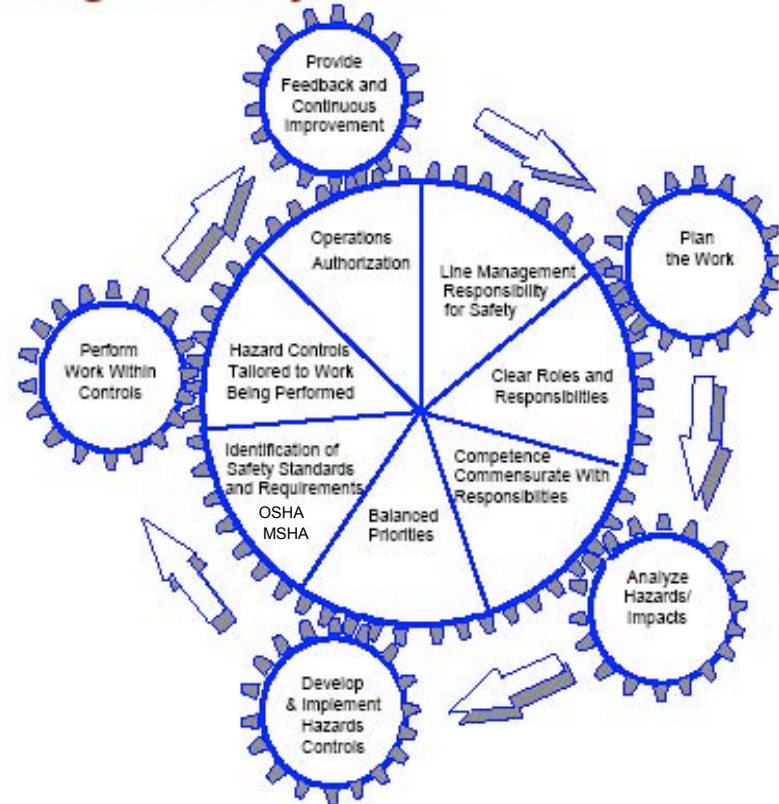 Provide
Feedback and
Continuous
Improvement
Plan
the Work
Operations
Authorization
Line Management
Responsibility
for Safety
Perform
Work Within
Controls
Hazard Controls
Tailored to Work
Being Performed
Clear Roles and
Responsibilities
Identification of
Safety Standards
and Requirements
OSHA
MSHA
Balanced
Priorities
Competence
Commensurate With
Responsibilities
Analyze
Hazards/
Impacts
Develop
& Implement
Hazards
Controls